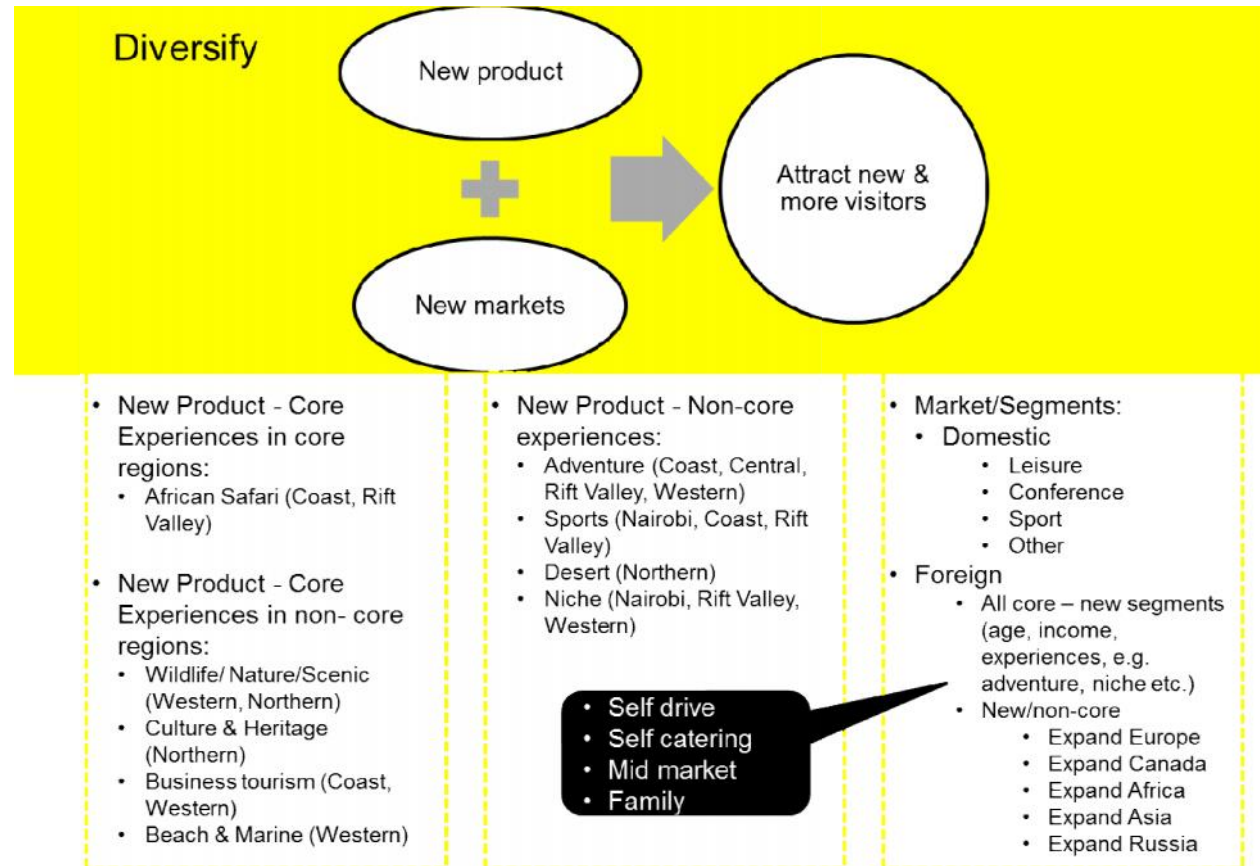 Diversify
New product
New markets
Attract new &
more visitors
• New Product - Core
Experiences in core
regions:
• African Safari (Coast, Rift
Valley)
• New Product - Core
Experiences in non- core
regions:
• Wildlife/ Nature/Scenic
(Western, Northern)
• Culture & Heritage
(Northern)
• Business tourism (Coast,
Western)
• Beach & Marine (Western)
• New Product - Non-core
experiences:
• Adventure (Coast, Central,
Rift Valley, Western)
• Sports (Nairobi, Coast, Rift
Valley)
• Desert (Northern)
• Niche (Nairobi, Rift Valley,
Western)
• Self drive
• Self catering
• Mid market
• Family
• Market/Segments:
• Domestic
• Leisure
• Conference
• Sport
• Other
• Foreign
• All core – new segments
(age, income,
experiences, e.g.
adventure, niche etc.)
• New/non-core
• Expand Europe
• Expand Canada
• Expand Africa
• Expand Asia
• Expand Russia